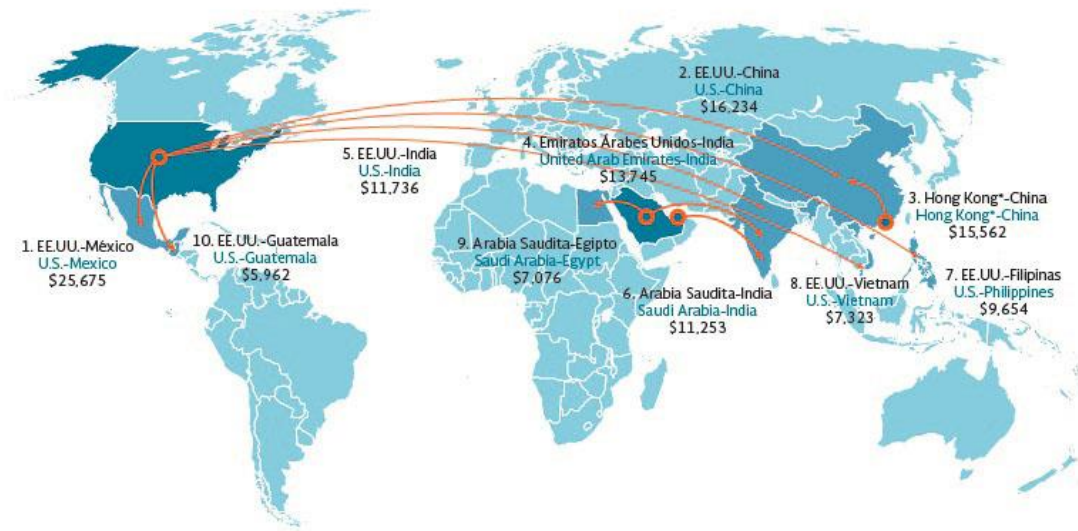 1. EE.UU.-México
U.S.-Mexico
$25,675
2. EE.UU.-China
U.S.-China
$16,234
3. Hong Kong*-China
Hong Kong*-China
$15,562
4. Emiratos Árabes Unidos-India
United Arab Emirates-India
$13,745
5. EE.UU.-India
U.S.-India
$11,736
6. Arabia Saudita-India
Saudi Arabia-India
$11,253
7. EE.UU.-Filipinas
U.S.-Philippines
$9,654
8. EE.UU.-Vietnam
U.S.-Vietnam
$7,323
9. Arabia Saudita-Egipto
Saudi Arabia-Egypt
$7,076
10. EE.UU.-Guatemala
U.S.-Guatemala
$5,962